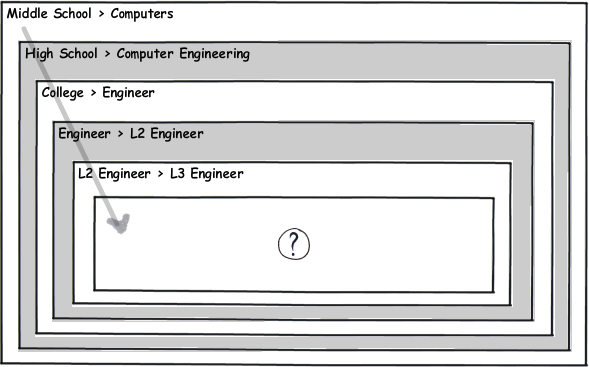 Middle School > Computers
High School > Computer Engineering
College > Engineer
Engineer > L2 Engineer
L2 Engineer > L3 Engineer
?